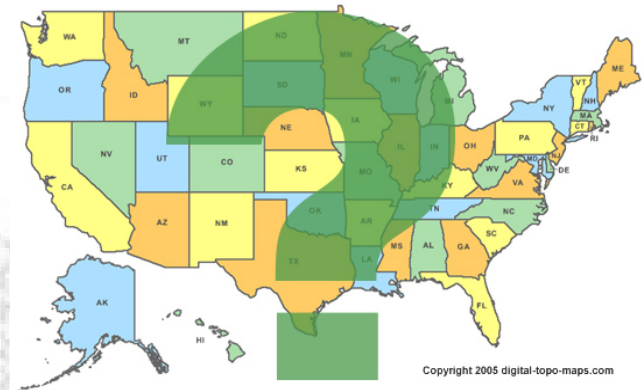 WA
MT
ND
MN
ME
OR
ID
WY
SD
WI
MI
NY
VT
NH
MA
CT
RI
NV
UT
CO
NE
IA
IL
IN
OH
PA
NJ
MD
DE
CA
KS
MO
KY
WV
VA
AZ
NM
OK
AR
TN
NC
TX
LA
MS
AL
GA
SC
FL
AK
HI
?
Copyright 2005 digital-topo-maps.com